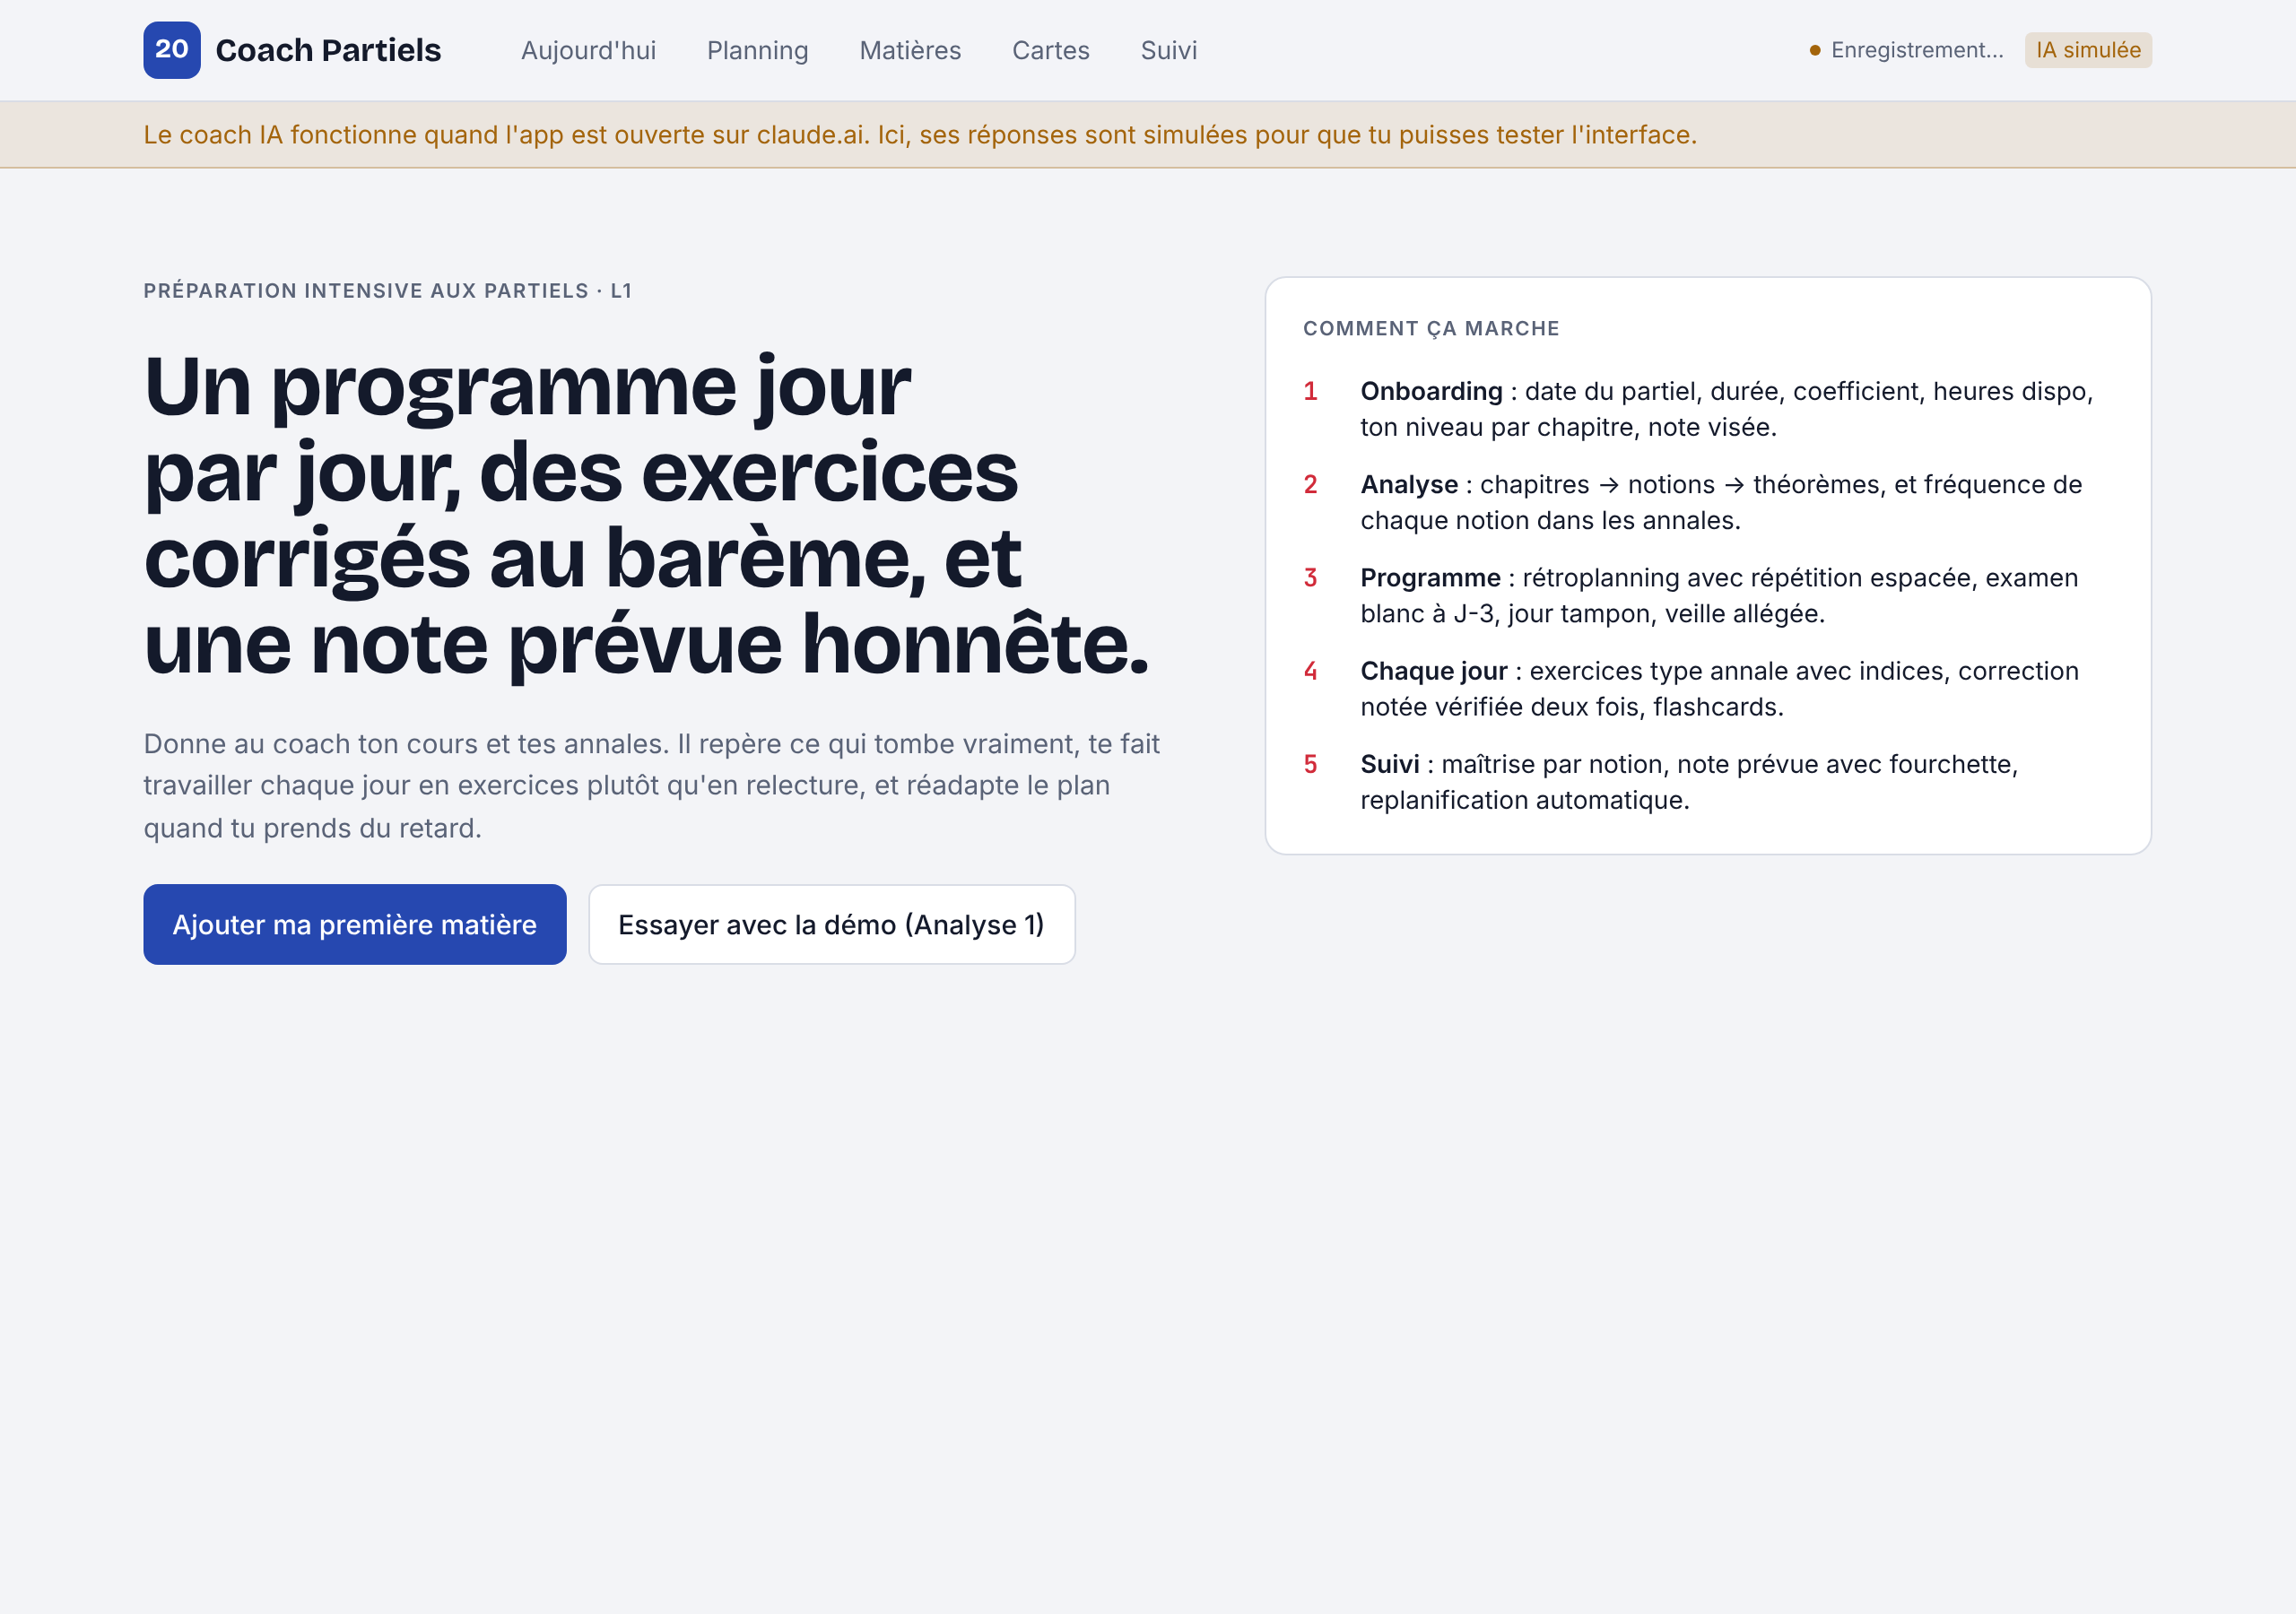 20 Coach Partiels Aujourd'hui Planning Matières Cartes Suivi Enregistrement... IA simulée
Le coach IA fonctionne quand l'app est ouverte sur claude.ai. Ici, ses réponses sont simulées pour que tu puisses tester l'interface.
PRÉPARATION INTENSIVE AUX PARTIELS · L1
Un programme jour
par jour, des exercices
corrigés au barème, et
une note prévue honnête.
Donne au coach ton cours et tes annales. Il repère ce qui tombe vraiment, te fait
travailler chaque jour en exercices plutôt qu'en relecture, et réadapte le plan
quand tu prends du retard.
Ajouter ma première matière Essayer avec la démo (Analyse 1)
COMMENT ÇA MARCHE
1 Onboarding : date du partiel, durée, coefficient, heures dispo,
ton niveau par chapitre, note visée.
2 Analyse : chapitres → notions → théorèmes, et fréquence de
chaque notion dans les annales.
3 Programme : rétroplanning avec répétition espacée, examen
blanc à J-3, jour tampon, veille allégée.
4 Chaque jour : exercices type annale avec indices, correction
notée vérifiée deux fois, flashcards.
5 Suivi : maîtrise par notion, note prévue avec fourchette,
replanification automatique.